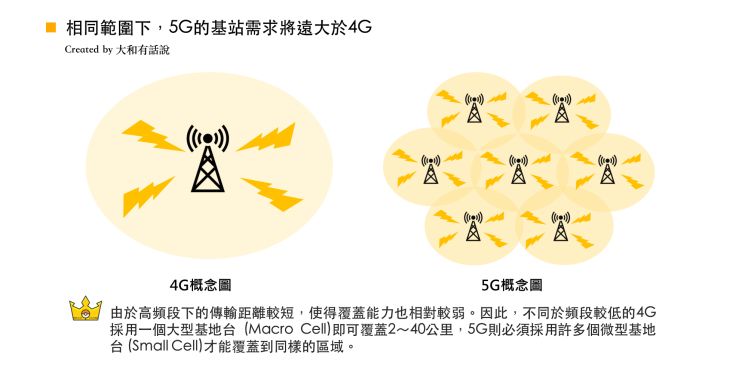 相同範圍下，5G的基站需求將遠大於4G
Created by 大和有話說
4G概念圖
5G概念圖
由於高頻段下的傳輸距離較短，使得覆蓋能力也相對較弱。因此，不同於頻段較低的4G
採用一個大型基地台 (Macro Cell)即可覆蓋2～40公里，5G則必須採用許多個微型基地
台 (Small Cell)才能覆蓋到同樣的區域。